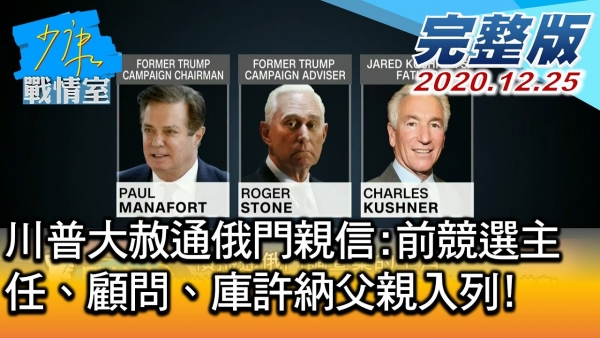 少康
戰情室
完整版
2020.12.25
FORMER TRUMP
CAMPAIGN CHAIRMAN
FORMER TRUMP
CAMPAIGN ADVISER
JARED KUSHNER'S
FATHER
PAUL
MANAFORT
ROGER
STONE
CHARLES
KUSHNER
川普大赦通俄門親信:前競選主
任、顧問、庫許納父親入列!